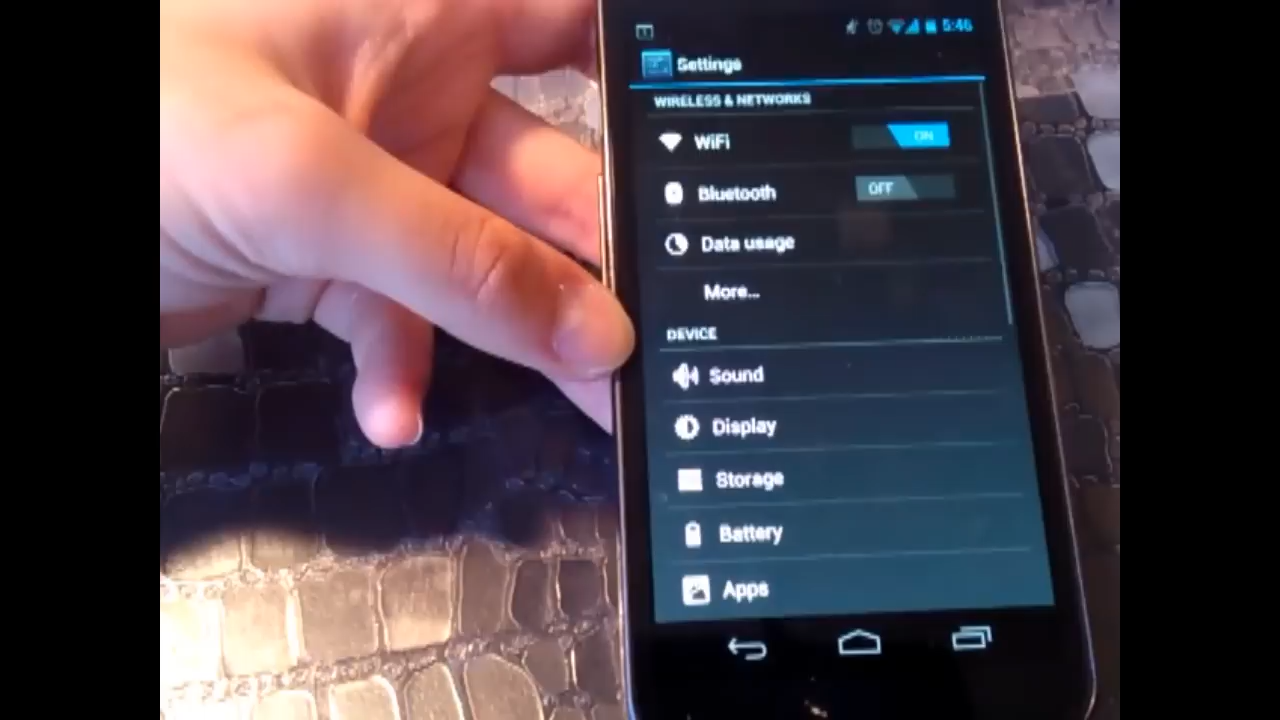 5:46
Settings
WIRELESS & NETWORKS
WiFi ON
Bluetooth OFF
Data usage
More...
DEVICE
Sound
Display
Storage
Battery
Apps